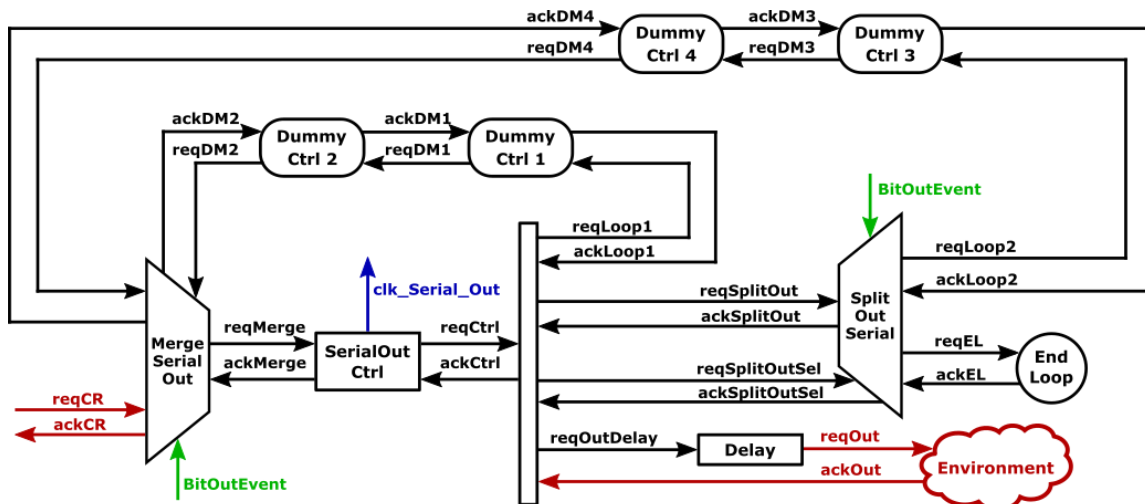 ackDM4
ackDM3
reqDM4
Dummy
Ctrl 4
reqDM3
Dummy
Ctrl 3
ackDM2
ackDM1
reqDM2
Dummy
Ctrl 2
reqDM1
Dummy
Ctrl 1
BitOutEvent
reqLoop1
ackLoop1
reqLoop2
ackLoop2
clk_Serial_Out
reqSplitOut
ackSplitOut
Split
Out
Serial
reqMerge
ackMerge
Merge
Serial
Out
SerialOut
Ctrl
reqCtrl
ackCtrl
reqEL
ackEL
End
Loop
reqSplitOutSel
ackSplitOutSel
reqCR
ackCR
reqOutDelay
Delay
reqOut
ackOut
Environment
BitOutEvent